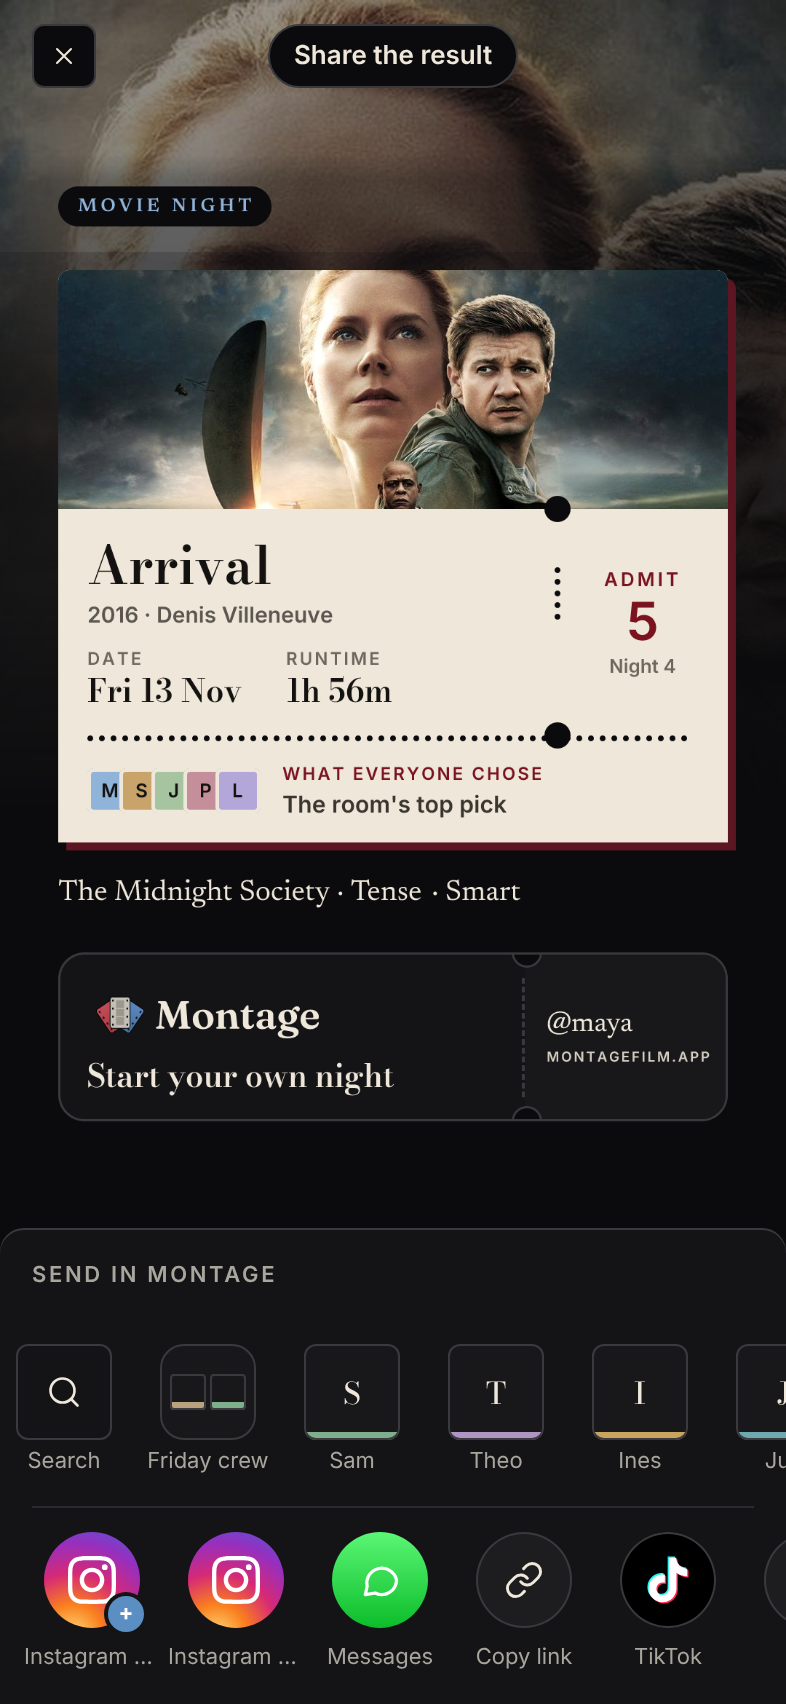 Share the result
MOVIE NIGHT
Arrival
2016 · Denis Villeneuve
ADMIT
5
Night 4
DATE
RUNTIME
Fri 13 Nov
1h 56m
M S J P L
WHAT EVERYONE CHOSE
The room's top pick
The Midnight Society · Tense · Smart
Montage
Start your own night
@maya
MONTAGEFILM.APP
SEND IN MONTAGE
S
T
I
J
Search
Friday crew
Sam
Theo
Ines
Ju
Instagram ...
Instagram ...
Messages
Copy link
TikTok